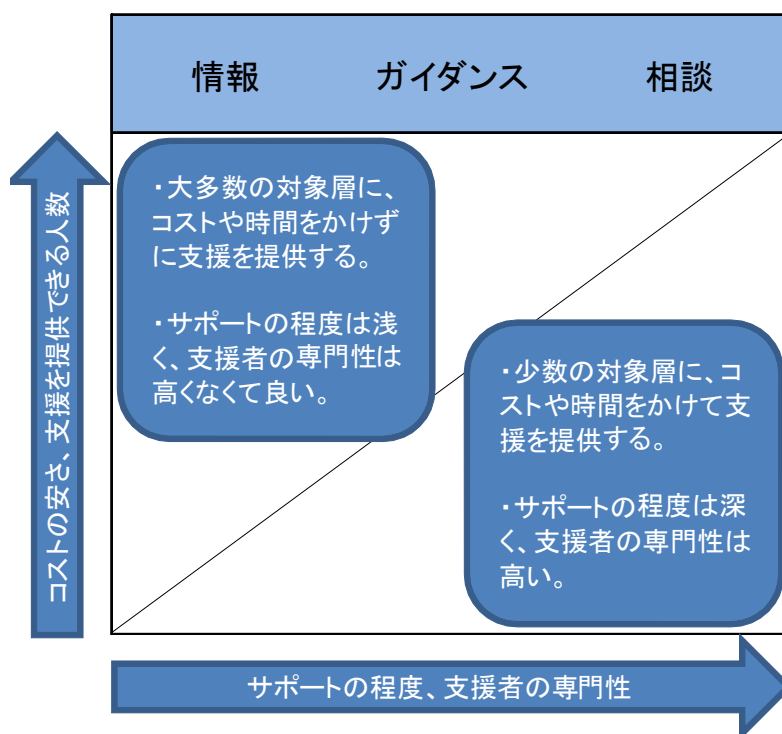 情報 ガイダンス 相談
コストの安さ、支援を提供できる人数
・大多数の対象層に、
コストや時間をかけず
に支援を提供する。
・サポートの程度は浅
く、支援者の専門性は
高くなくて良い。
・少数の対象層に、コ
ストや時間をかけて支
援を提供する。
・サポートの程度は深
く、支援者の専門性は
高い。
サポートの程度、支援者の専門性